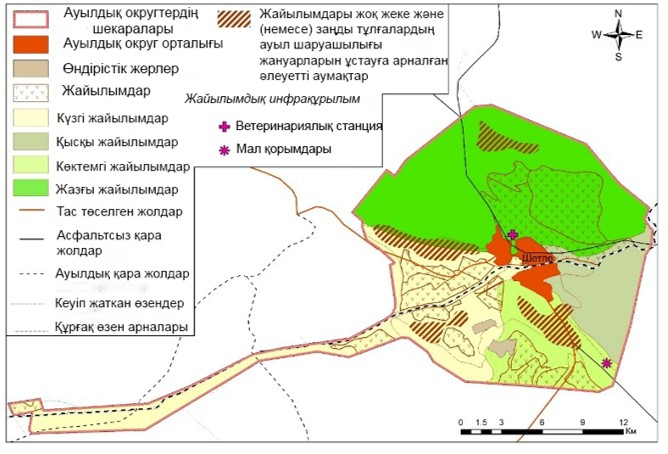 Ауылдық округтердің
шекаралары
Ауылдық округ орталығы
Өндірістік жерлер
Жайылымдар
Күзгі жайылымдар
Қысқы жайылымдар
Көктемгі жайылымдар
Жазғы жайылымдар
Тас төселген жолдар
Асфальтсыз қара
жолдар
Ауылдық қара жолдар
Кеуіп жаткан өзендер
Құрғақ өзен арналары
Жайылымдары жоқ жеке және
(немесе) заңды тұлғалардың
ауыл шаруашылығы
жануарларын ұстауға арналған
әлеуетті аумақтар
Жайылымдық инфрақұрылым
Ветеринариялық станция
Мал қорымдары
N
W E
S
Шетпе
0 1.5 3 6 9 12
Км